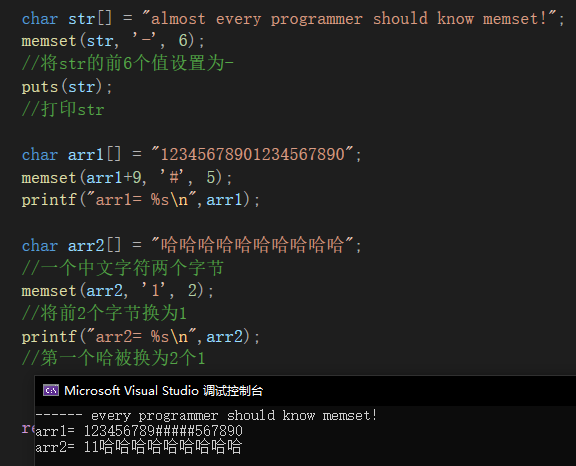 char str[] = "almost every programmer should know memset!";
memset(str, '-', 6);
//将str的前6个值设置为-
puts(str);
//打印str
char arr1[] = "12345678901234567890";
memset(arr1+9, '#', 5);
printf("arr1= %s\n",arr1);
char arr2[] = "哈哈哈哈哈哈哈哈哈哈";
//一个中文字符两个字节
memset(arr2, '1', 2);
//将前2个字节换为1
printf("arr2= %s\n",arr2);
//第一个哈被换为2个1
re
Microsoft Visual Studio 调试控制台
------ every programmer should know memset!
arr1= 123456789#####567890
arr2= 11哈哈哈哈哈哈哈哈哈